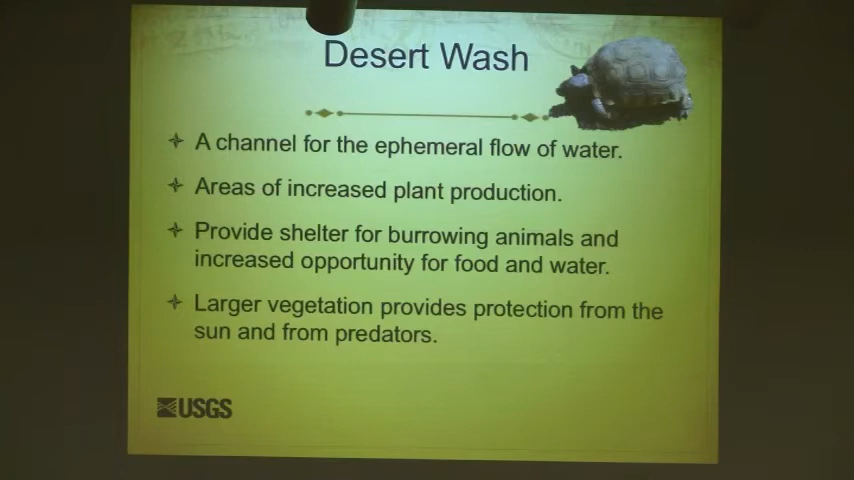 Desert Wash
A channel for the ephemeral flow of water.
Areas of increased plant production.
Provide shelter for burrowing animals and
increased opportunity for food and water.
Larger vegetation provides protection from the
sun and from predators.
USGS